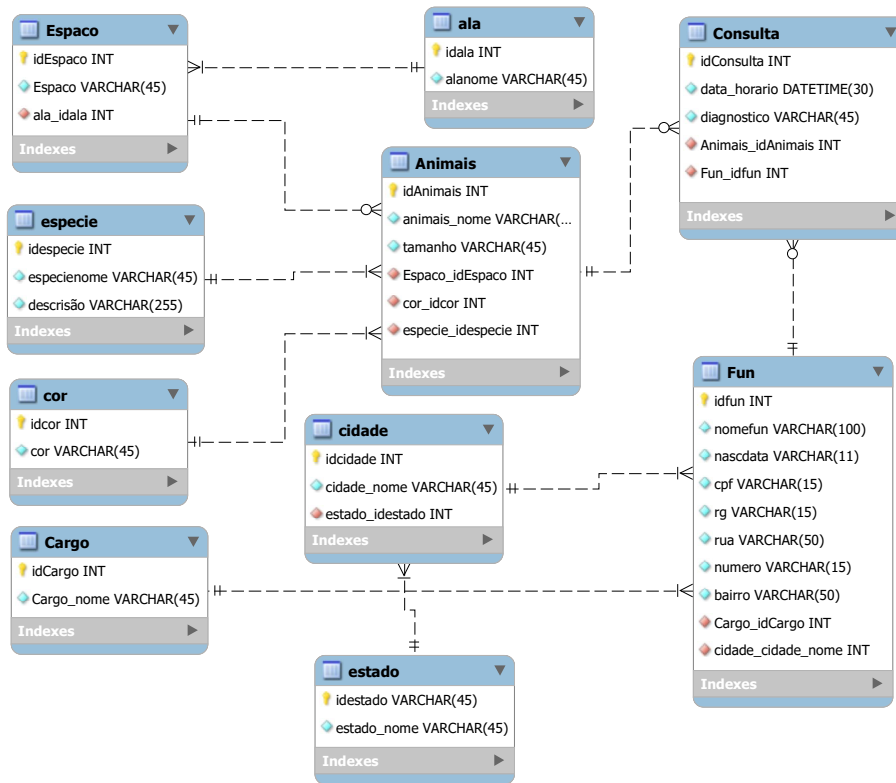 Espaco
idEspaco INT
Espaco VARCHAR(45)
ala_idala INT
Indexes
ala
idala INT
alanome VARCHAR(45)
Indexes
Consulta
idConsulta INT
data_horario DATETIME(30)
diagnostico VARCHAR(45)
Animais_idAnimais INT
Fun_idfun INT
Indexes
Animais
idAnimais INT
animais_nome VARCHAR(...
tamanho VARCHAR(45)
Espaco_idEspaco INT
cor_idcor INT
especie_idespecie INT
Indexes
especie
idespecie INT
especienome VARCHAR(45)
descrisão VARCHAR(255)
Indexes
cor
idcor INT
cor VARCHAR(45)
Indexes
cidade
idcidade INT
cidade_nome VARCHAR(45)
estado_idestado INT
Indexes
Fun
idfun INT
nomefun VARCHAR(100)
nascdata VARCHAR(11)
cpf VARCHAR(15)
rg VARCHAR(15)
rua VARCHAR(50)
numero VARCHAR(15)
bairro VARCHAR(50)
Cargo_idCargo INT
cidade_cidade_nome INT
Indexes
Cargo
idCargo INT
Cargo_nome VARCHAR(45)
Indexes
estado
idestado VARCHAR(45)
estado_nome VARCHAR(45)
Indexes